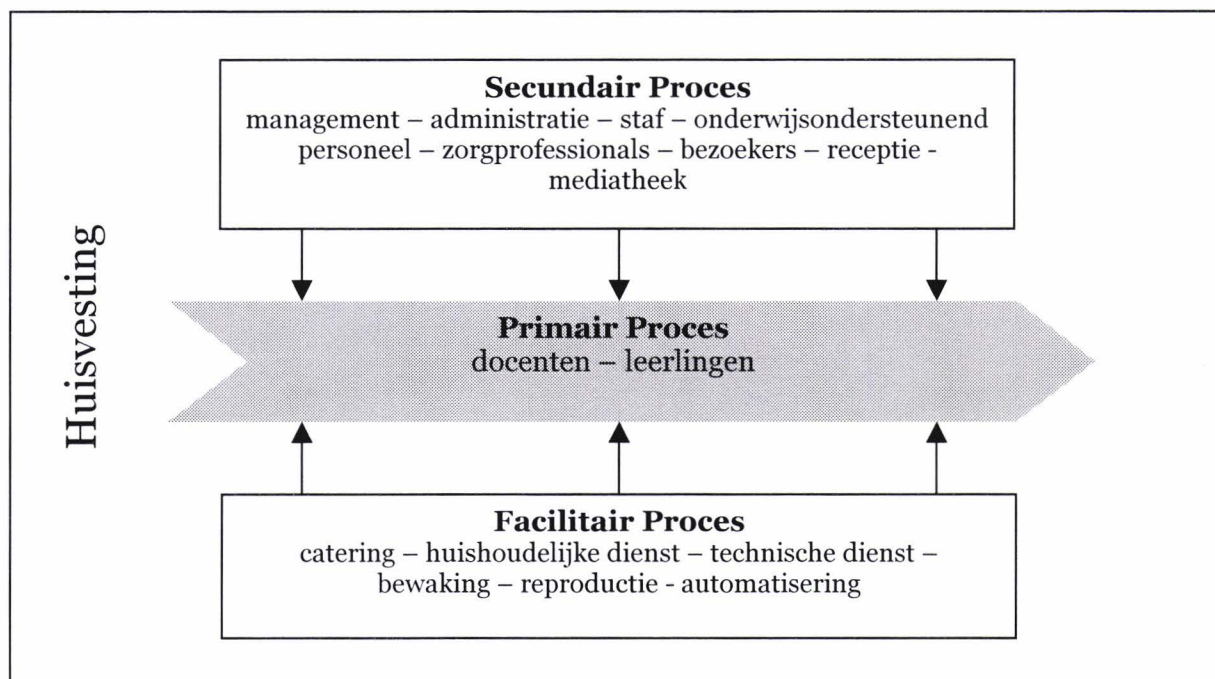 Secundair Proces
management – administratie – staf – onderwijsondersteunend
personeel – zorgprofessionals – bezoekers – receptie -
mediatheek
Huisvesting
Primair Proces
docenten – leerlingen
Facilitair Proces
catering – huishoudelijke dienst – technische dienst –
bewaking – reproductie - automatisering